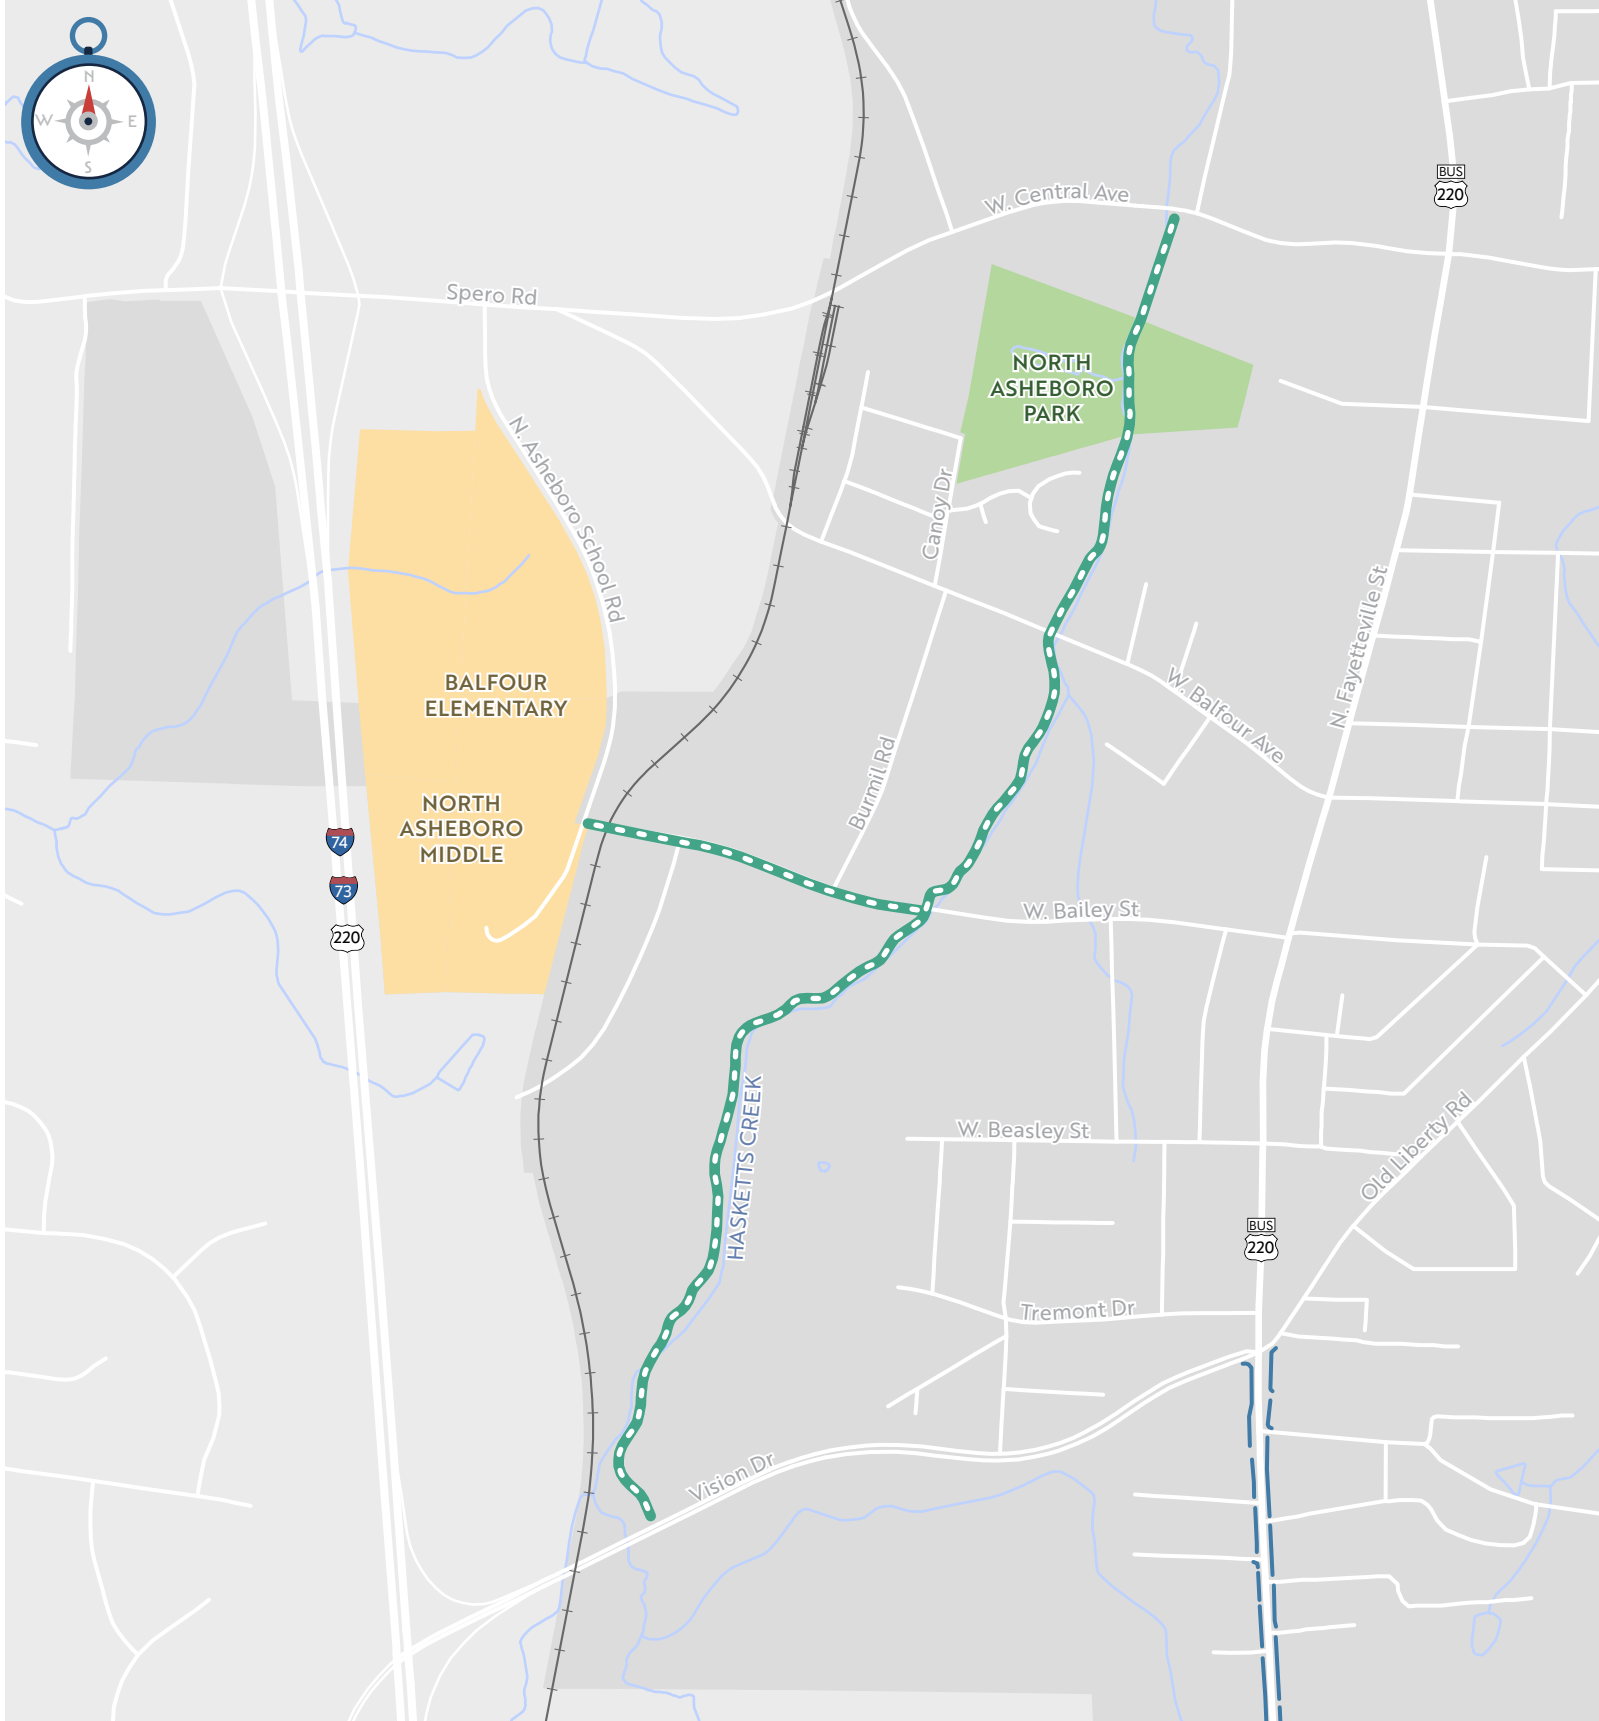 N
W
E
S
W. Central Ave
BUS
220
Spero Rd
NORTH
ASHEBORO
PARK
N. Asheboro School Rd
Canoy Dr
N. Fayetteville St
BALFOUR
ELEMENTARY
W. Balfour Ave
Burmil Rd
NORTH
ASHEBORO
MIDDLE
74
73
220
W. Bailey St
HASKETTS CREEK
W. Beasley St
Old Liberty Rd
BUS
220
Tremont Dr
Vision Dr